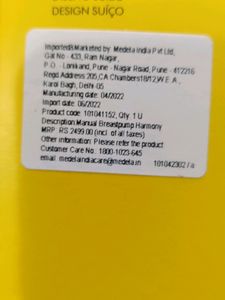 DESIGN SUÍÇO
Imported&Marketed by Medela India Pvt Ltd,
Gat No - 433, Ram Nagar,
P.O. - Lonikand, Pune - Nagar Road, Pune - 412216
Regd.Address 205,CA Chambers18/12,W.E.A.,
Karol Bagh, Delhi-05
Manufacturing date: 04/2022
Import date: 06/2022
Product: 101041152, Qty. 1 U
Description:Manual Breastpump Harmony
MRP: RS 2499.00 (incl. of all taxes)
Other information: Please refer the product
Customer Care No.: 1800-1023-645
email: medelaindiacare@medela.in 101042302 / a